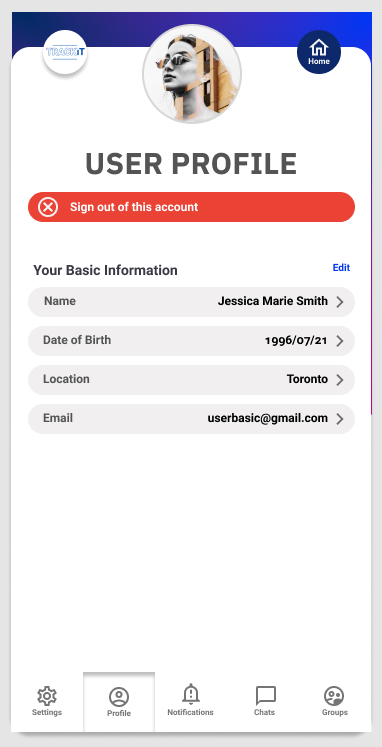 TRACKiT
Home
USER PROFILE
Sign out of this account
Your Basic Information
Edit
Name
Jessica Marie Smith
Date of Birth
1996/07/21
Location
Toronto
Email
userbasic@gmail.com
Settings
Profile
Notifications
Chats
Groups